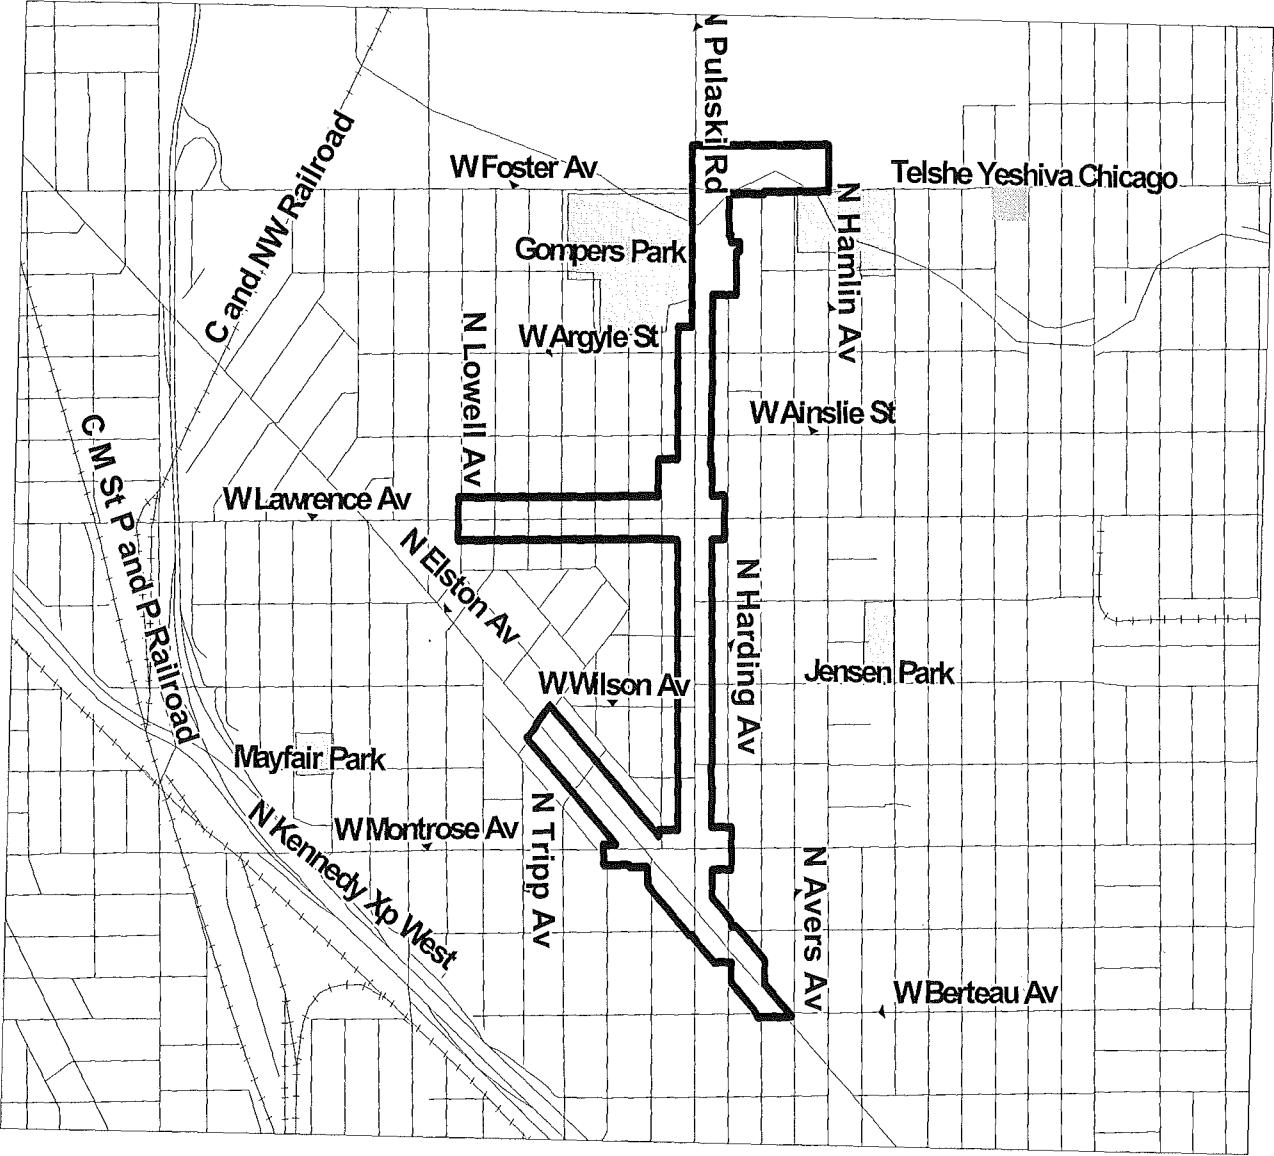 N Pulaski Rd
W Foster Av
Telshe Yeshiva Chicago
C and NW Railroad
Gompers Park
N Hamlin Av
W Argyle St
N Lowell Av
W Ainslie St
C M St P and P Railroad
W Lawrence Av
N Elston Av
N Harding Av
W Wilson Av
Jensen Park
Mayfair Park
N Kennedy Xp West
W Montrose Av
N Tripp Av
N Avers Av
W Berteau Av